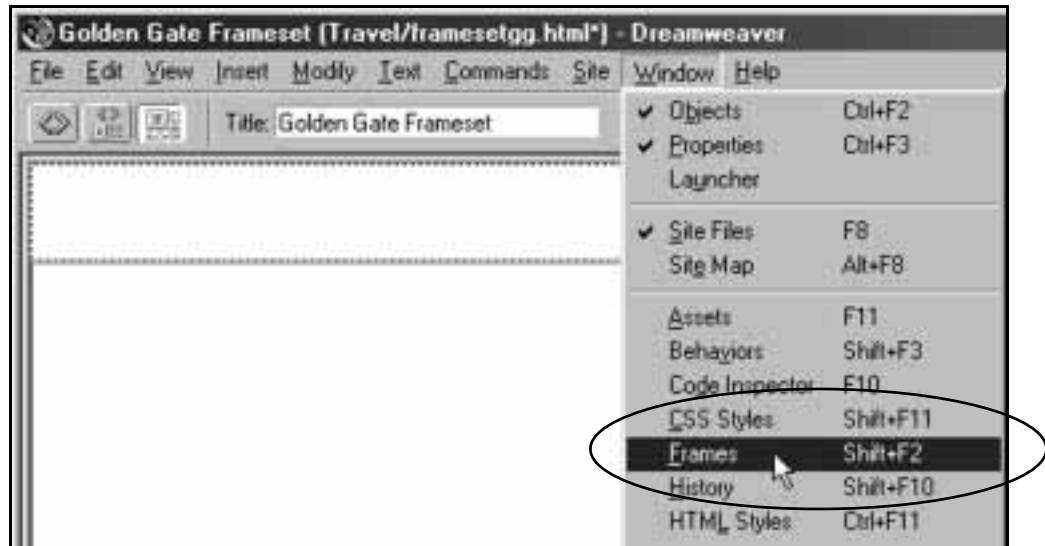 Golden Gate Frameset (Travel/framesetgg.html*) - Dreamweaver
File Edit View Insert Modify Text Commands Site Window Help
Title: Golden Gate Frameset
Objects Ctrl+F2
Properties Ctrl+F3
Launcher
Site Files F8
Site Map Alt+F8
Assets F11
Behaviors Shift+F3
Code Inspector F10
CSS Styles Shift+F11
Frames Shift+F2
History Shift+F10
HTML Styles Ctrl+F11